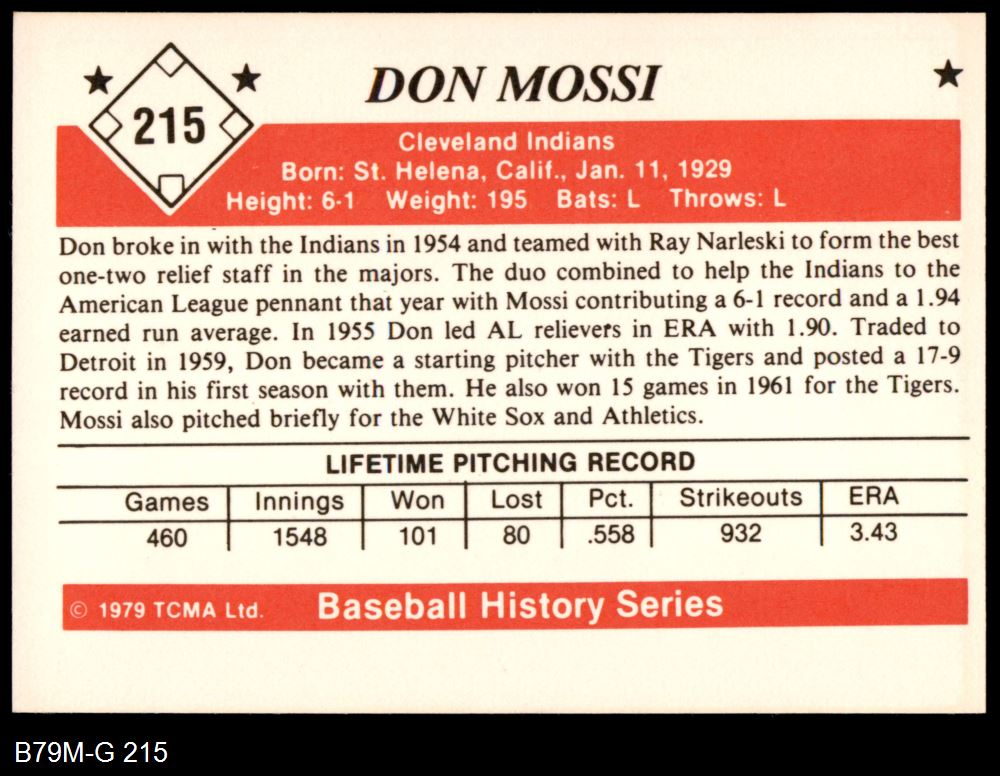 215
DON MOSSI
Cleveland Indians
Born: St. Helena, Calif., Jan. 11, 1929
Height: 6-1 Weight: 195 Bats: L Throws: L
Don broke in with the Indians in 1954 and teamed with Ray Narleski to form the best
one-two relief staff in the majors. The duo combined to help the Indians to the
American League pennant that year with Mossi contributing a 6-1 record and a 1.94
earned run average. In 1955 Don led AL relievers in ERA with 1.90. Traded to
Detroit in 1959, Don became a starting pitcher with the Tigers and posted a 17-9
record in his first season with them. He also won 15 games in 1961 for the Tigers.
Mossi also pitched briefly for the White Sox and Athletics.
LIFETIME PITCHING RECORD
Games Innings Won Lost Pct. Strikeouts ERA
460 1548 101 80 .558 932 3.43
© 1979 TCMA Ltd. Baseball History Series
B79M-G 215